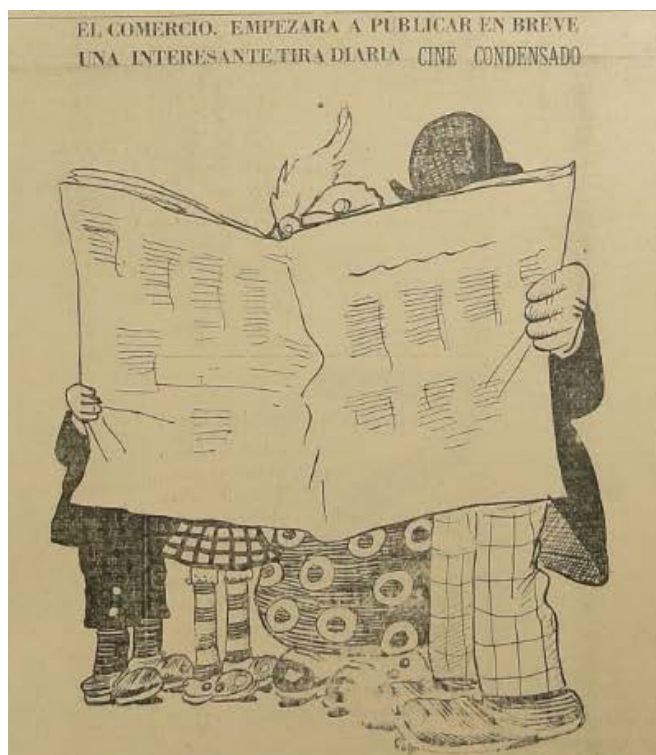 EL COMERCIO. EMPEZARA A PUBLICAR EN BREVE
UNA INTERESANTE TIRA DIARIA CINE CONDENSADO